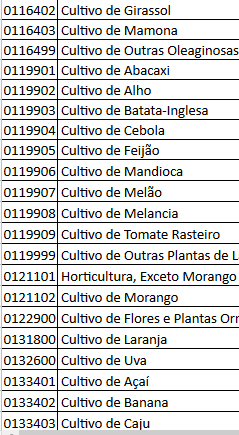 0116402 Cultivo de Girassol
0116403 Cultivo de Mamona
0116499 Cultivo de Outras Oleaginosas
0119901 Cultivo de Abacaxi
0119902 Cultivo de Alho
0119903 Cultivo de Batata-Inglesa
0119904 Cultivo de Cebola
0119905 Cultivo de Feijão
0119906 Cultivo de Mandioca
0119907 Cultivo de Melão
0119908 Cultivo de Melancia
0119909 Cultivo de Tomate Rasteiro
0119999 Cultivo de Outras Plantas de L
0121101 Horticultura, Exceto Morango
0121102 Cultivo de Morango
0122900 Cultivo de Flores e Plantas Orn
0131800 Cultivo de Laranja
0132600 Cultivo de Uva
0133401 Cultivo de Açaí
0133402 Cultivo de Banana
0133403 Cultivo de Caju